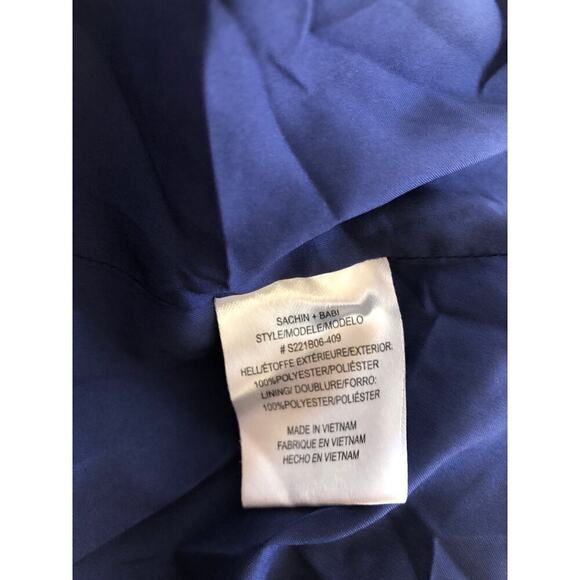 SACHIN + BABI
STYLE/MODELE/MODELO
# S221B06-409
HELL/ÉTOFFE EXTÉRIEURE/EXTERIOR:
100%POLYESTER/POLIÉSTER
LINING/ DOUBLURE/FORRO:
100%POLYESTER/POLIÉSTER
MADE IN VIETNAM
FABRIQUE EN VIETNAM
HECHO EN VIETNAM